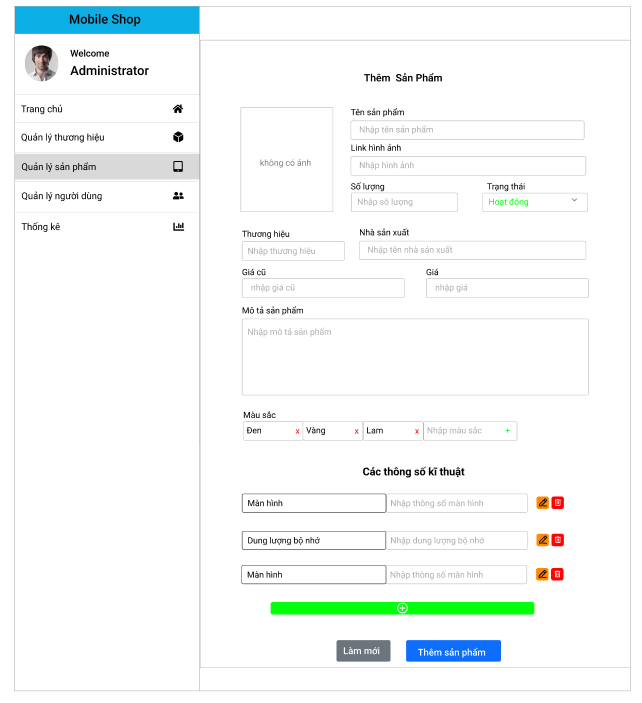 Mobile Shop
Welcome
Administrator
Trang chủ
Quản lý thương hiệu
Quản lý sản phẩm
Quản lý người dùng
Thống kê
Thêm Sản Phẩm
không có ảnh
Tên sản phẩm
Nhập tên sản phẩm
Link hình ảnh
Nhập hình ảnh
Số lượng Trạng thái
Nhập số lượng Hoạt động
Thương hiệu Nhà sản xuất
Nhập thương hiệu Nhập tên nhà sản xuất
Giá cũ Giá
nhập giá cũ nhập giá
Mô tả sản phẩm
Nhập mô tả sản phẩm
Màu sắc
Đen x Vàng x Lam x Nhập màu sắc +
Các thông số kĩ thuật
Màn hình Nhập thông số màn hình
Dung lượng bộ nhớ Nhập dung lượng bộ nhớ
Màn hình Nhập thông số màn hình
Làm mới Thêm sản phẩm